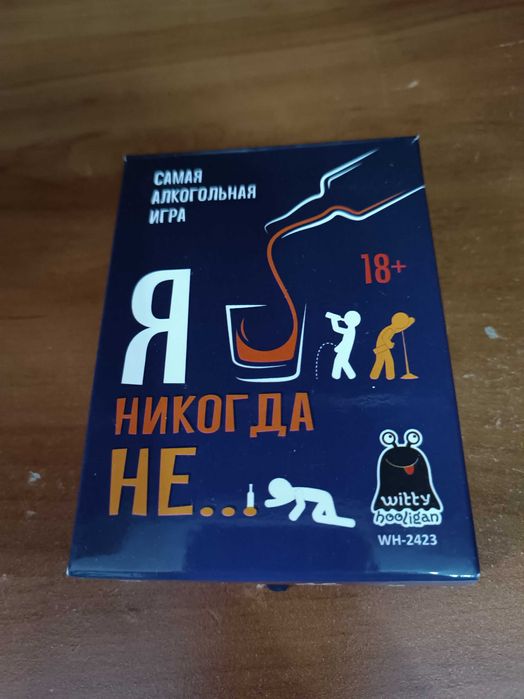 САМАЯ
АЛКОГОЛЬНАЯ
ИГРА
18+
Я
НИКОГДА
НЕ...
witty
hooligan
WH-2423